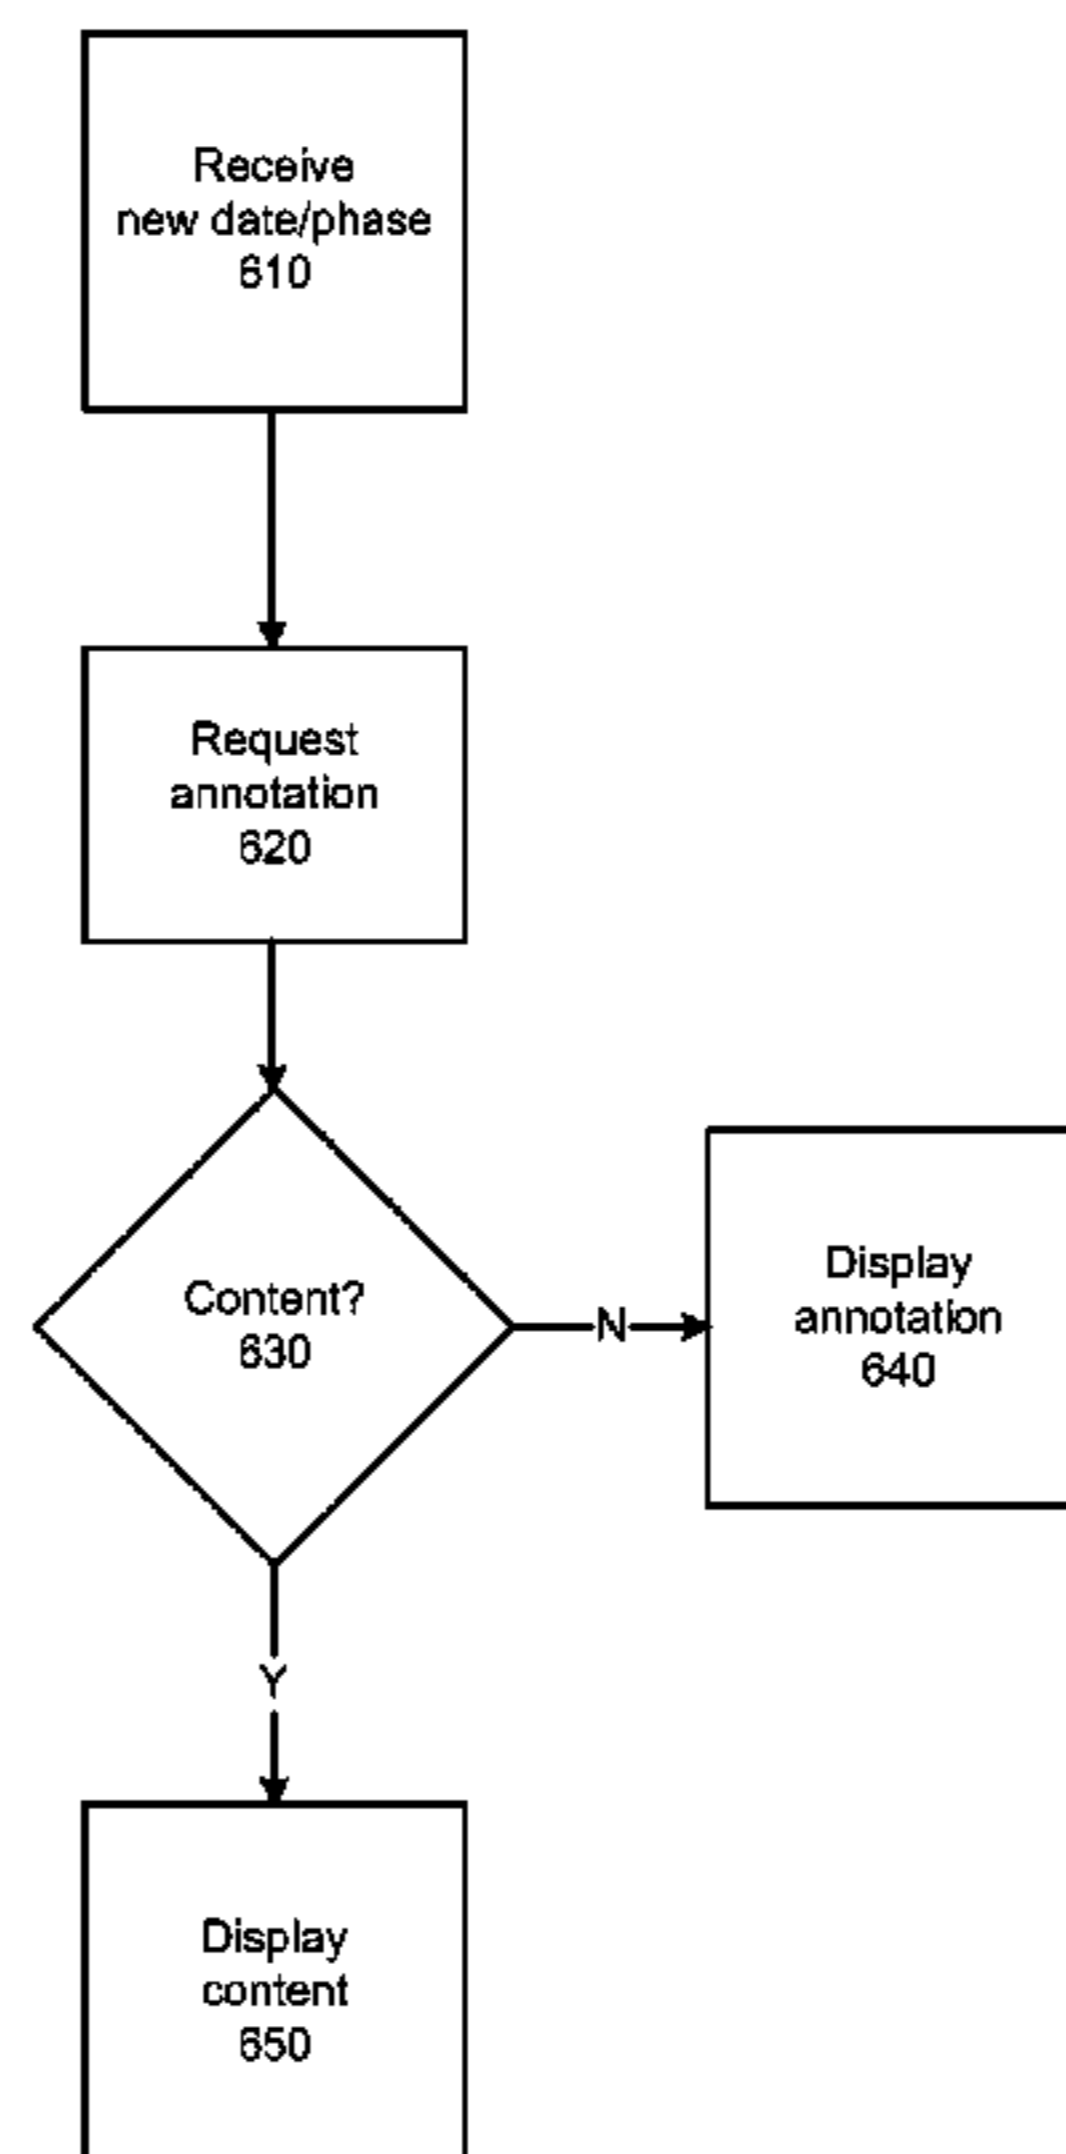 Receive
new date/phase
610
Request
annotation
620
Content?
630
N
Display
annotation
640
Y
Display
content
650